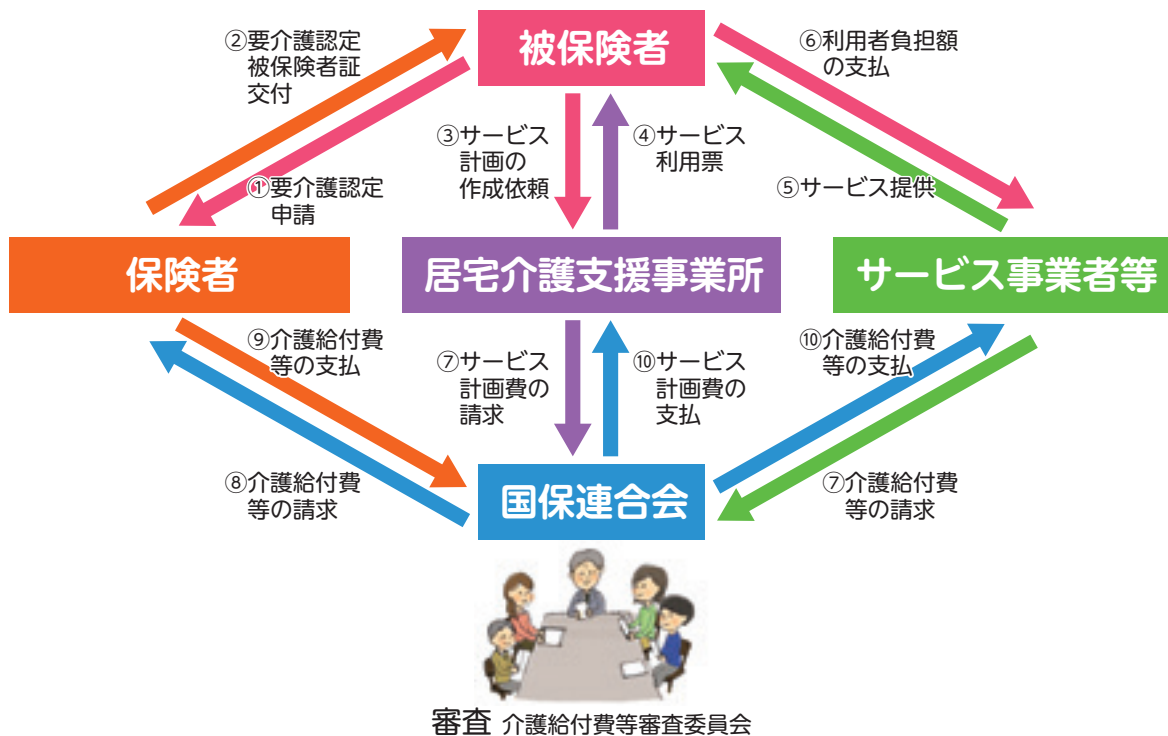 被保険者
②要介護認定
被保険者証
交付
①要介護認定
申請
③サービス
計画の
作成依頼
④サービス
利用票
⑥利用者負担額
の支払
⑤サービス提供
保険者
居宅介護支援事業所
サービス事業者等
⑨介護給付費
等の支払
⑧介護給付費
等の請求
⑦サービス
計画費の
請求
⑩サービス
計画費の
支払
⑩介護給付費
等の支払
⑦介護給付費
等の請求
国保連合会
審査 介護給付費等審査委員会